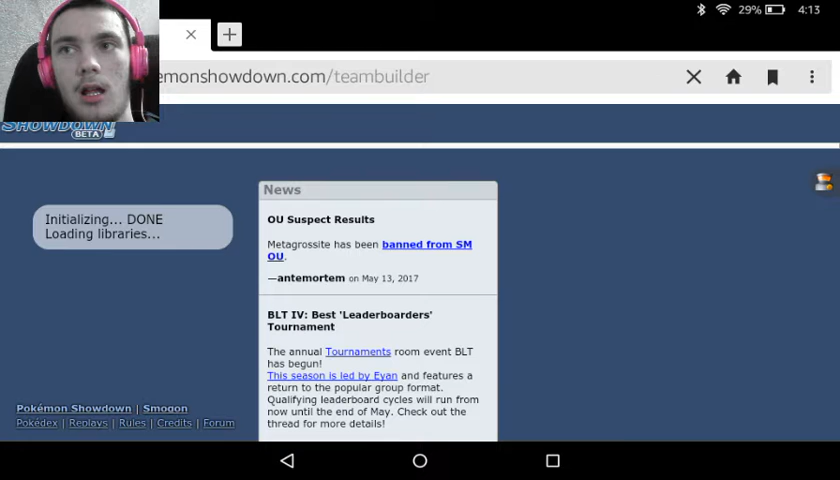 29% 4:13
emonshowdown.com/teambuilder
SHOWDOWN
BETA
News
Initializing... DONE
Loading libraries...
OU Suspect Results
Metagrossite has been banned from SM
OU.
—antemortem on May 13, 2017
BLT IV: Best 'Leaderboarders'
Tournament
The annual Tournaments room event BLT
has begun!
This season is led by Eyan and features a
return to the popular group format.
Qualifying leaderboard cycles will run from
now until the end of May. Check out the
thread for more details!
Pokémon Showdown | Smogon
Pokédex | Replays | Rules | Credits | Forum